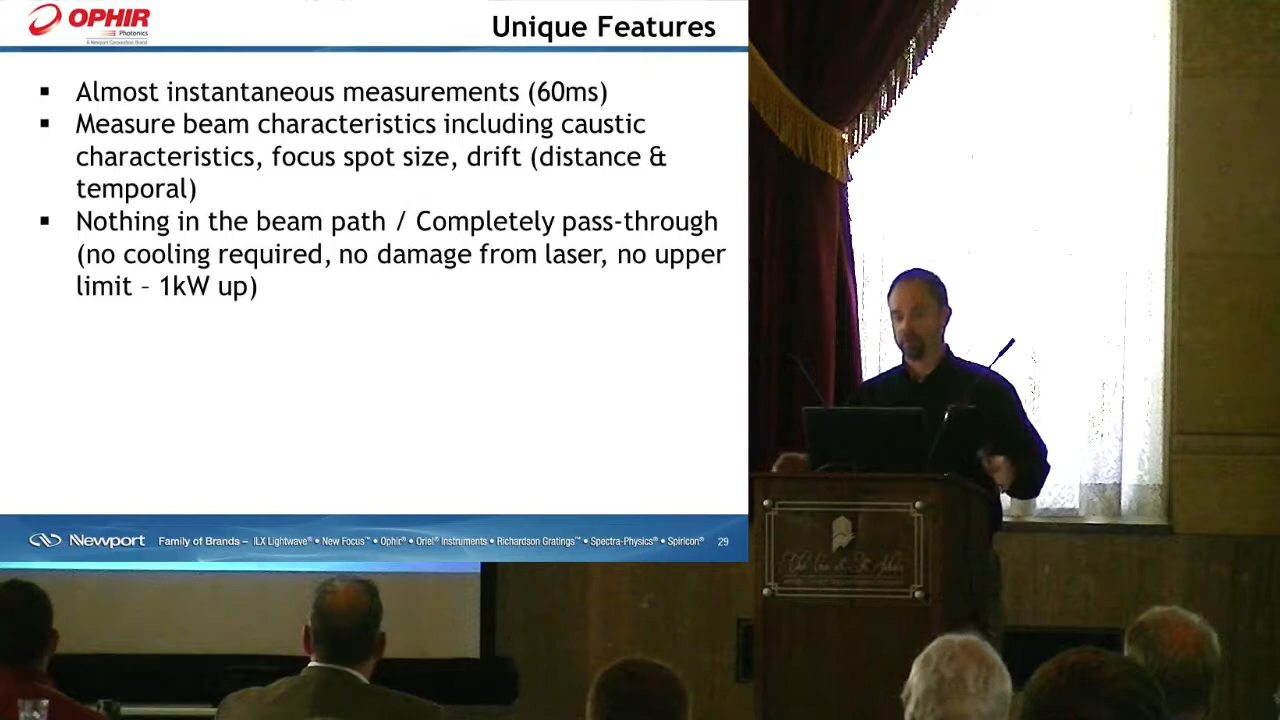 OPHIR
Photonics
A Newport Corporation Brand
Unique Features
▪ Almost instantaneous measurements (60ms)
▪ Measure beam characteristics including caustic
characteristics, focus spot size, drift (distance &
temporal)
▪ Nothing in the beam path / Completely pass-through
(no cooling required, no damage from laser, no upper
limit – 1kW up)
Newport
Family of Brands – ILX Lightwave® • New Focus™ • Ophir® • Oriel® Instruments • Richardson Gratings™ • Spectra-Physics® • Spiricon®
29